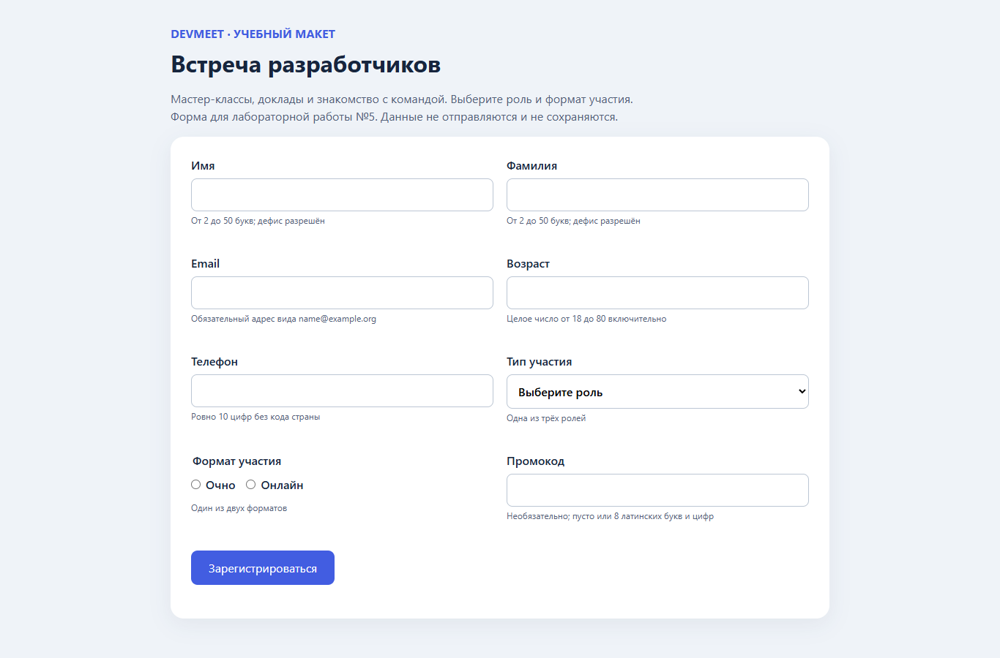 DEVMEET · УЧЕБНЫЙ МАКЕТ
Встреча разработчиков
Мастер-классы, доклады и знакомство с командой. Выберите роль и формат участия.
Форма для лабораторной работы №5. Данные не отправляются и не сохраняются.
Имя
От 2 до 50 букв; дефис разрешён
Фамилия
От 2 до 50 букв; дефис разрешён
Email
Обязательный адрес вида name@example.org
Возраст
Целое число от 18 до 80 включительно
Телефон
Ровно 10 цифр без кода страны
Тип участия
Выберите роль
Одна из трёх ролей
Формат участия
Очно Онлайн
Один из двух форматов
Промокод
Необязательно; пусто или 8 латинских букв и цифр
Зарегистрироваться